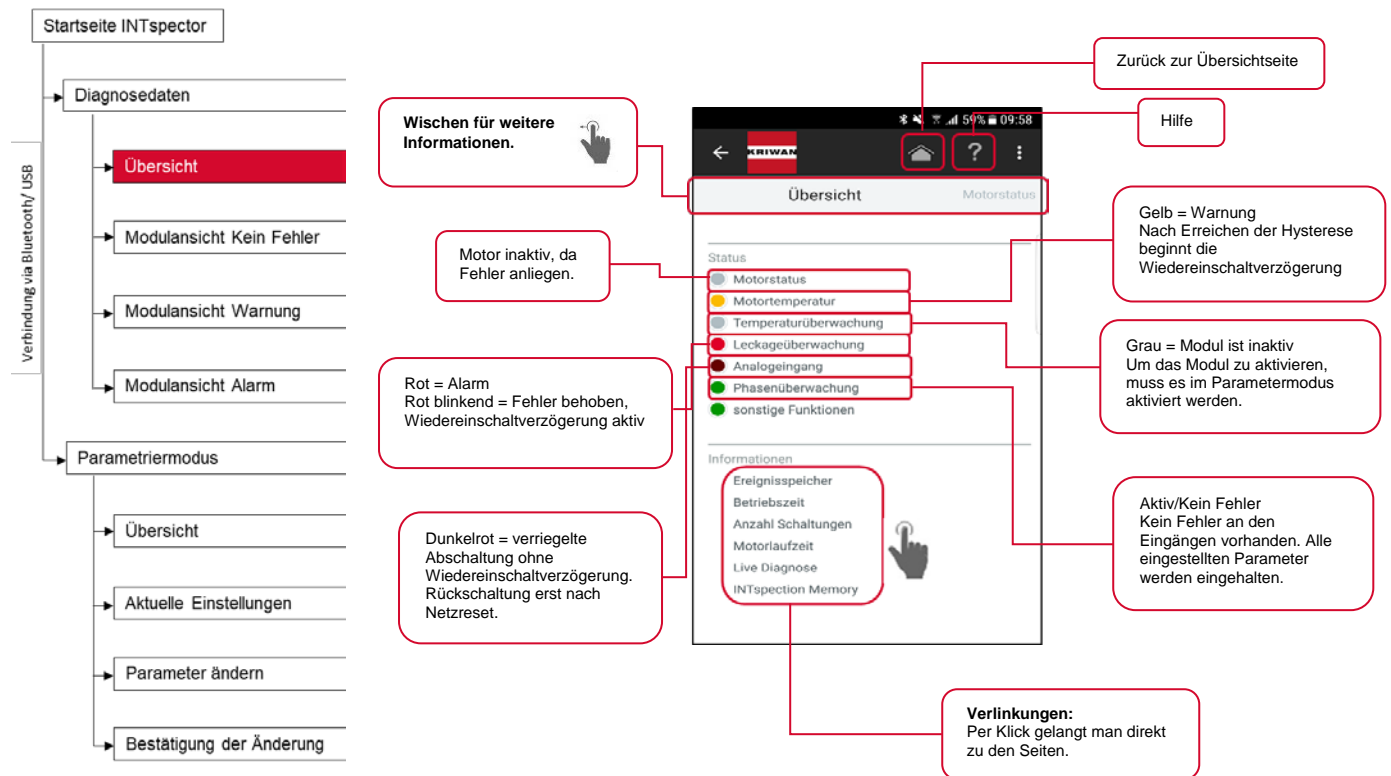 Startseite INTspector
Diagnosedaten
Übersicht
Modulansicht Kein Fehler
Modulansicht Warnung
Modulansicht Alarm
Parametriermodus
Übersicht
Aktuelle Einstellungen
Parameter ändern
Bestätigung der Änderung
Verbindung via Bluetooth/ USB
Wischen für weitere
Informationen.
Motor inaktiv, da
Fehler anliegen.
Rot = Alarm
Rot blinkend = Fehler behoben,
Wiedereinschaltverzögerung aktiv
Dunkelrot = verriegelte
Abschaltung ohne
Wiedereinschaltverzögerung.
Rückschaltung erst nach
Netzreset.
59% 09:58
KRIWAN
?
Übersicht Motorstatus
Status
Motorstatus
Motortemperatur
Temperaturüberwachung
Leckageüberwachung
Analogeingang
Phasenüberwachung
sonstige Funktionen
Informationen
Ereignisspeicher
Betriebszeit
Anzahl Schaltungen
Motorlaufzeit
Live Diagnose
INTspection Memory
Zurück zur Übersichtseite
Hilfe
Gelb = Warnung
Nach Erreichen der Hysterese
beginnt die
Wiedereinschaltverzögerung
Grau = Modul ist inaktiv
Um das Modul zu aktivieren,
muss es im Parametermodus
aktiviert werden.
Aktiv/Kein Fehler
Kein Fehler an den
Eingängen vorhanden. Alle
eingestellten Parameter
werden eingehalten.
Verlinkungen:
Per Klick gelangt man direkt
zu den Seiten.